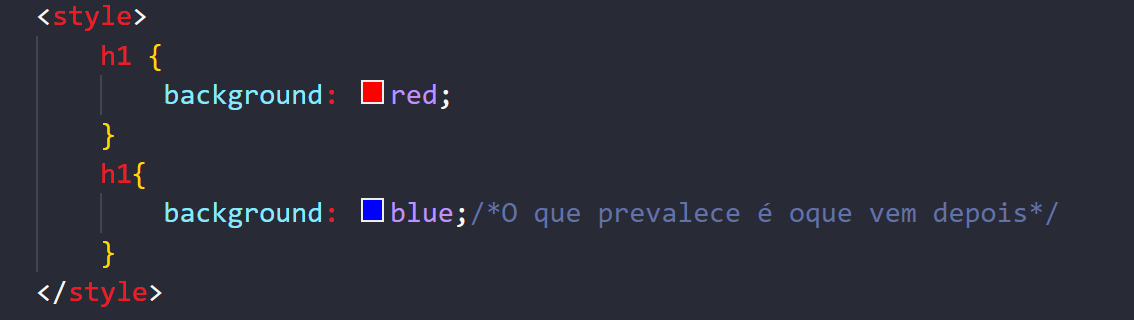 <style>
h1 {
background: red;
}
h1{
background: blue;/*O que prevalece é oque vem depois*/
}
</style>